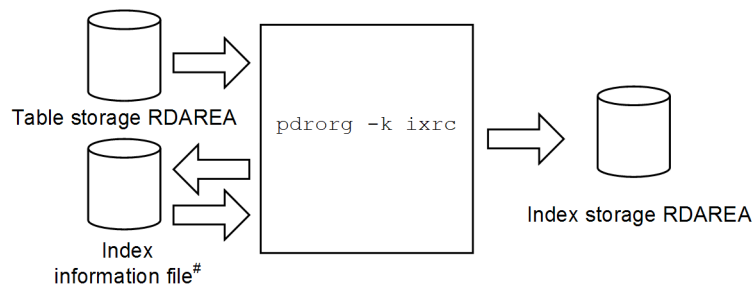 Table storage RDAREA
pdrorg -k ixrc
Index storage RDAREA
Index
information file#